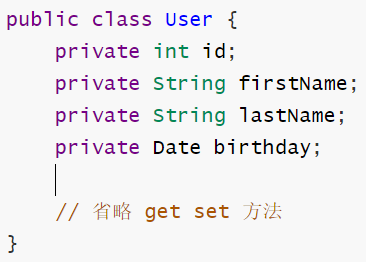 public class User {
    private int id;
    private String firstName;
    private String lastName;
    private Date birthday;
    // 省略 get set 方法
}